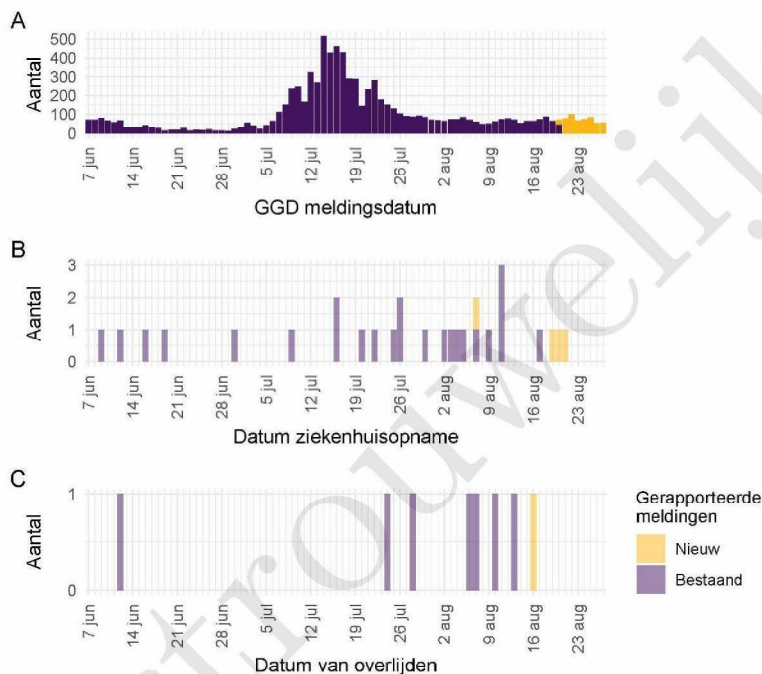 A
Aantal
500
400
300
200
100
0
7 jun
14 jun
21 jun
28 jun
5 jul
12 jul
19 jul
26 jul
2 aug
9 aug
16 aug
23 aug
GGD meldingsdatum
B
Aantal
3
2
1
0
7 jun
14 jun
21 jun
28 jun
5 jul
12 jul
19 jul
26 jul
2 aug
9 aug
16 aug
23 aug
Datum ziekenhuisopname
C
Aantal
1
0
7 jun
14 jun
21 jun
28 jun
5 jul
12 jul
19 jul
26 jul
2 aug
9 aug
16 aug
23 aug
Datum van overlijden
Gerapporteerde
meldingen
Nieuw
Bestaand